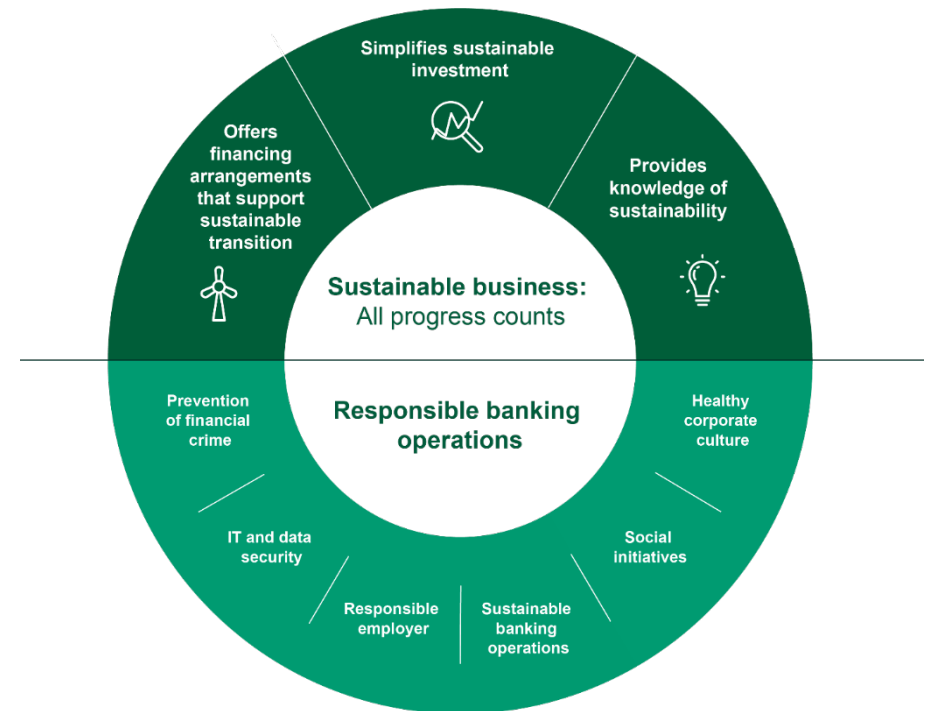 Simplifies sustainable
investment
Offers
financing
arrangements
that support
sustainable
transition
Provides
knowledge of
sustainability
Sustainable business:
All progress counts
Responsible banking
operations
Prevention
of financial
crime
IT and data
security
Responsible
employer
Sustainable
banking
operations
Social
initiatives
Healthy
corporate
culture